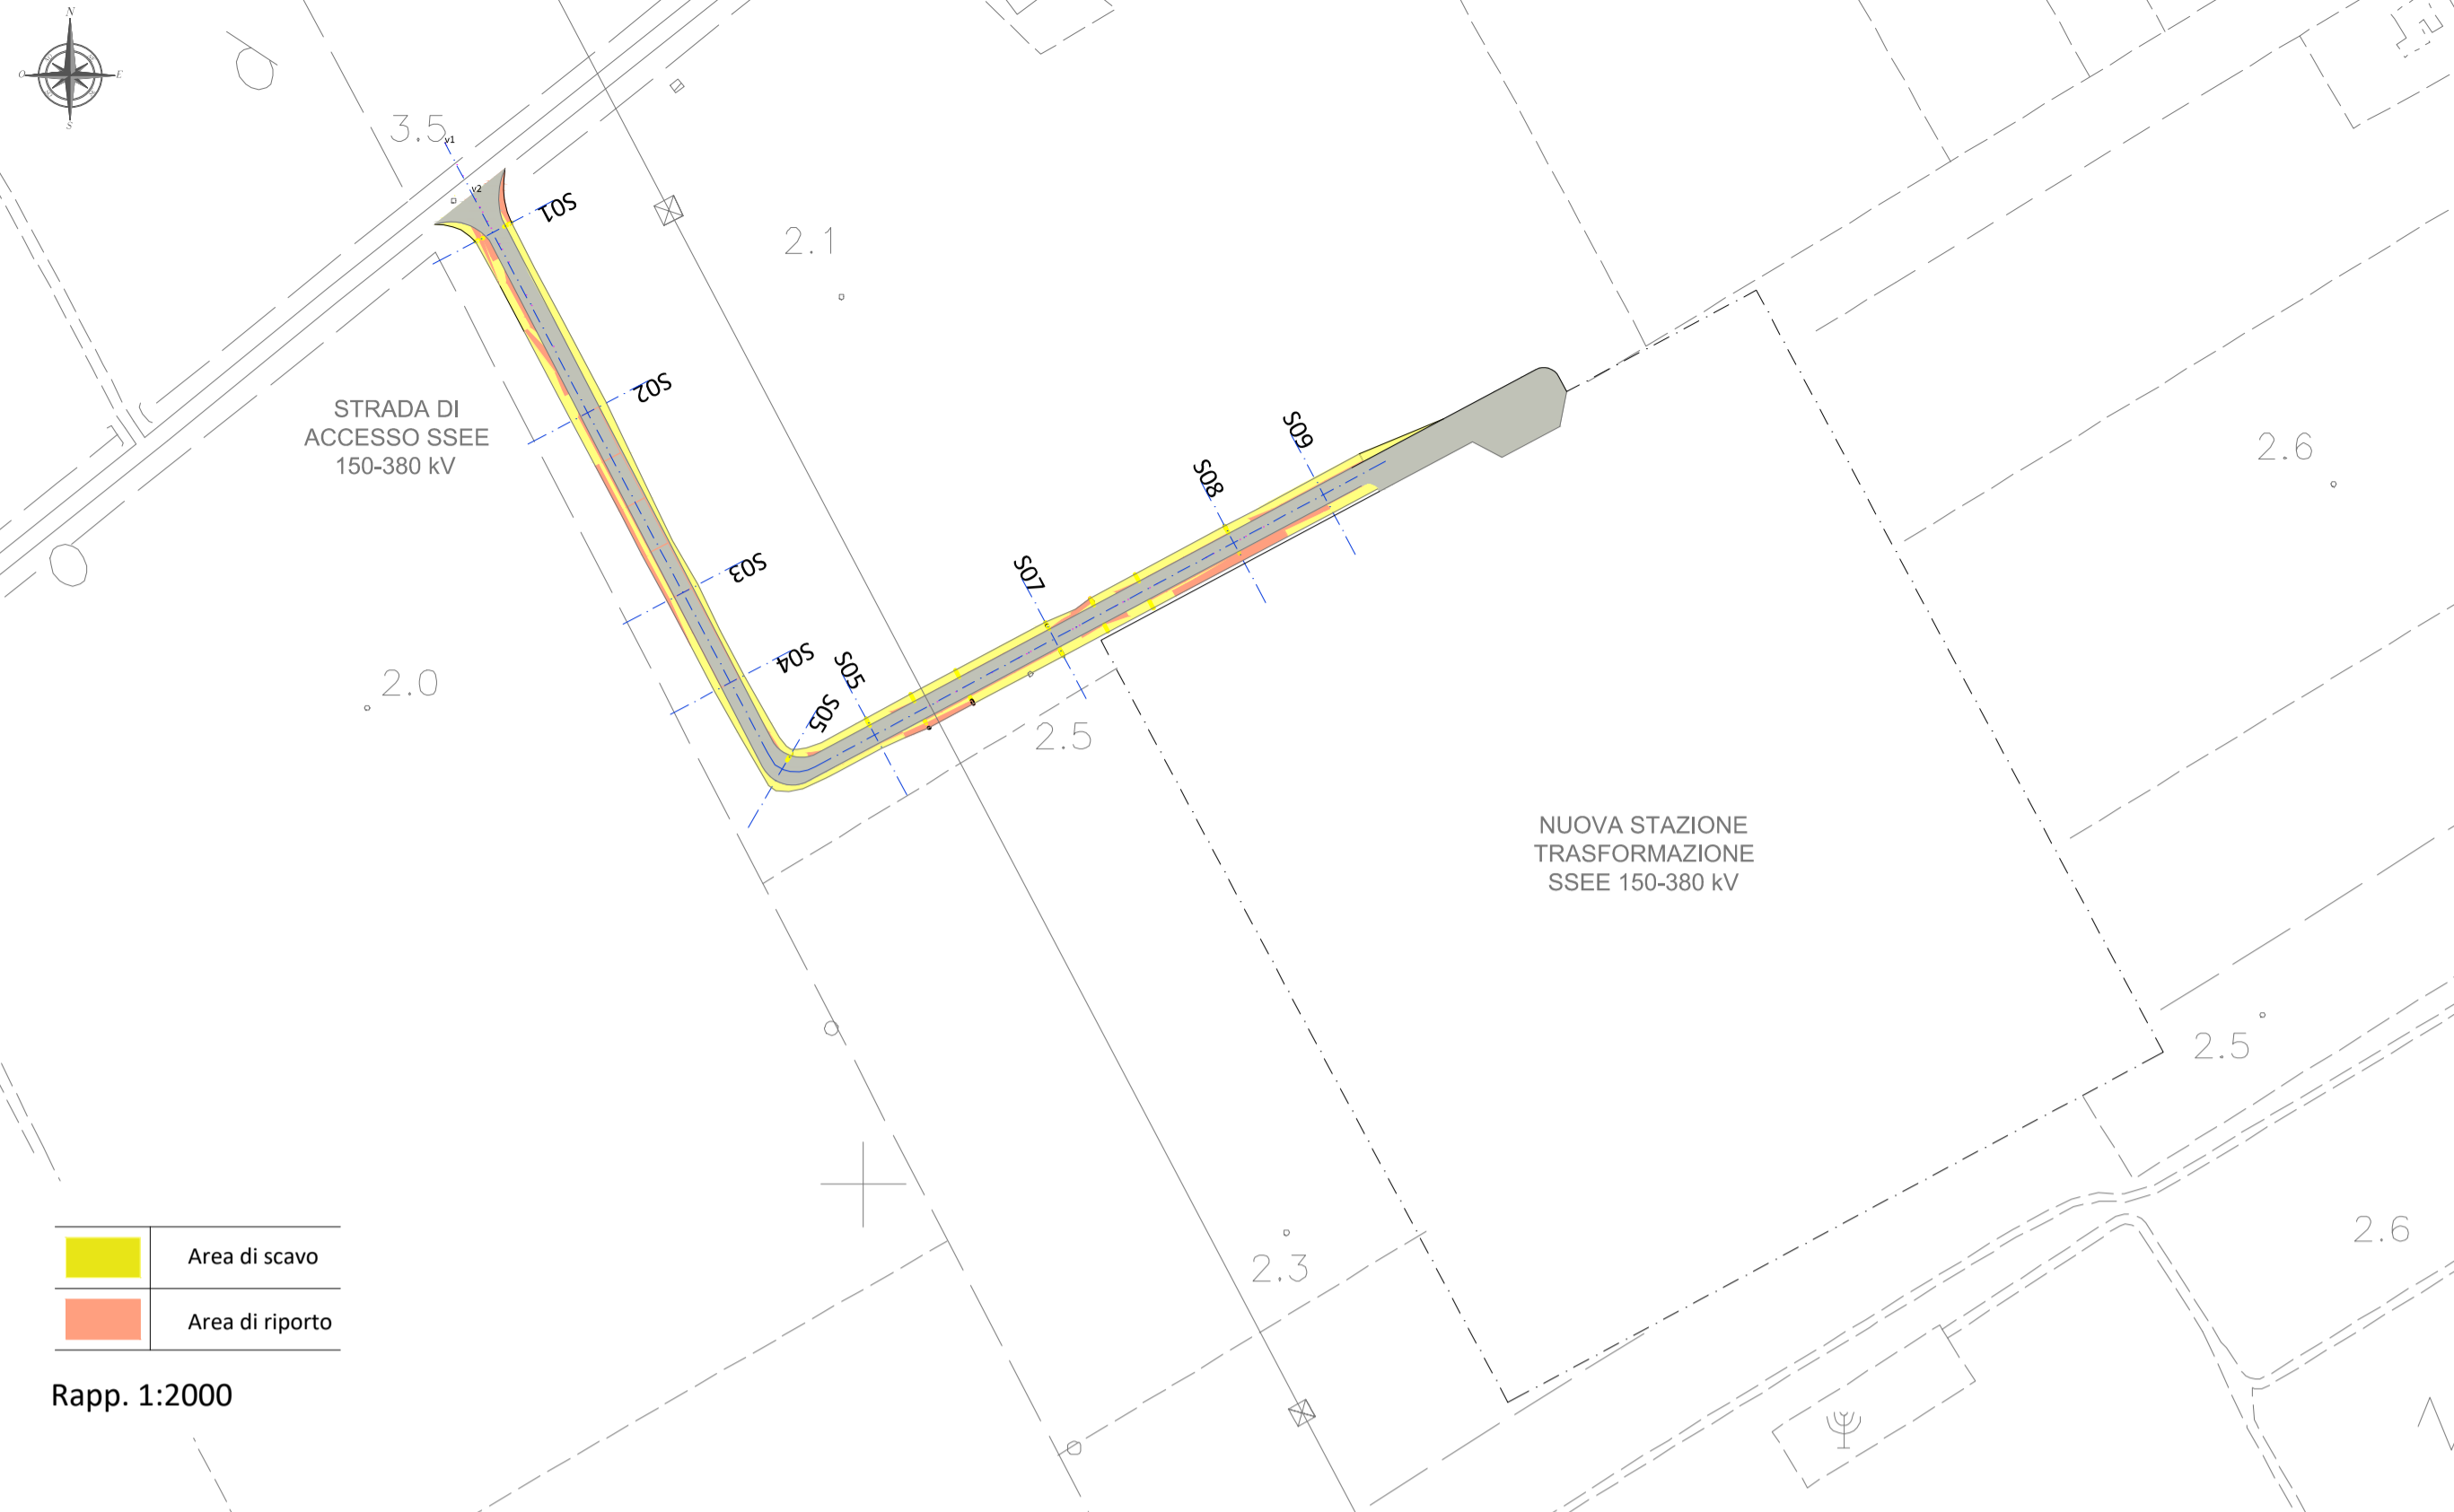 N
O
E
S
3.5
v1
v2
S01
2.1
S02
STRADA DI
ACCESSO SSEE
150-380 kV
S09
2.6
S08
S03
S07
S04
2.0
S05
S05
2.5
NUOVA STAZIONE
TRASFORMAZIONE
SSEE 150-380 kV
2.5
2.6
2.3
Area di scavo
Area di riporto
Rapp. 1:2000